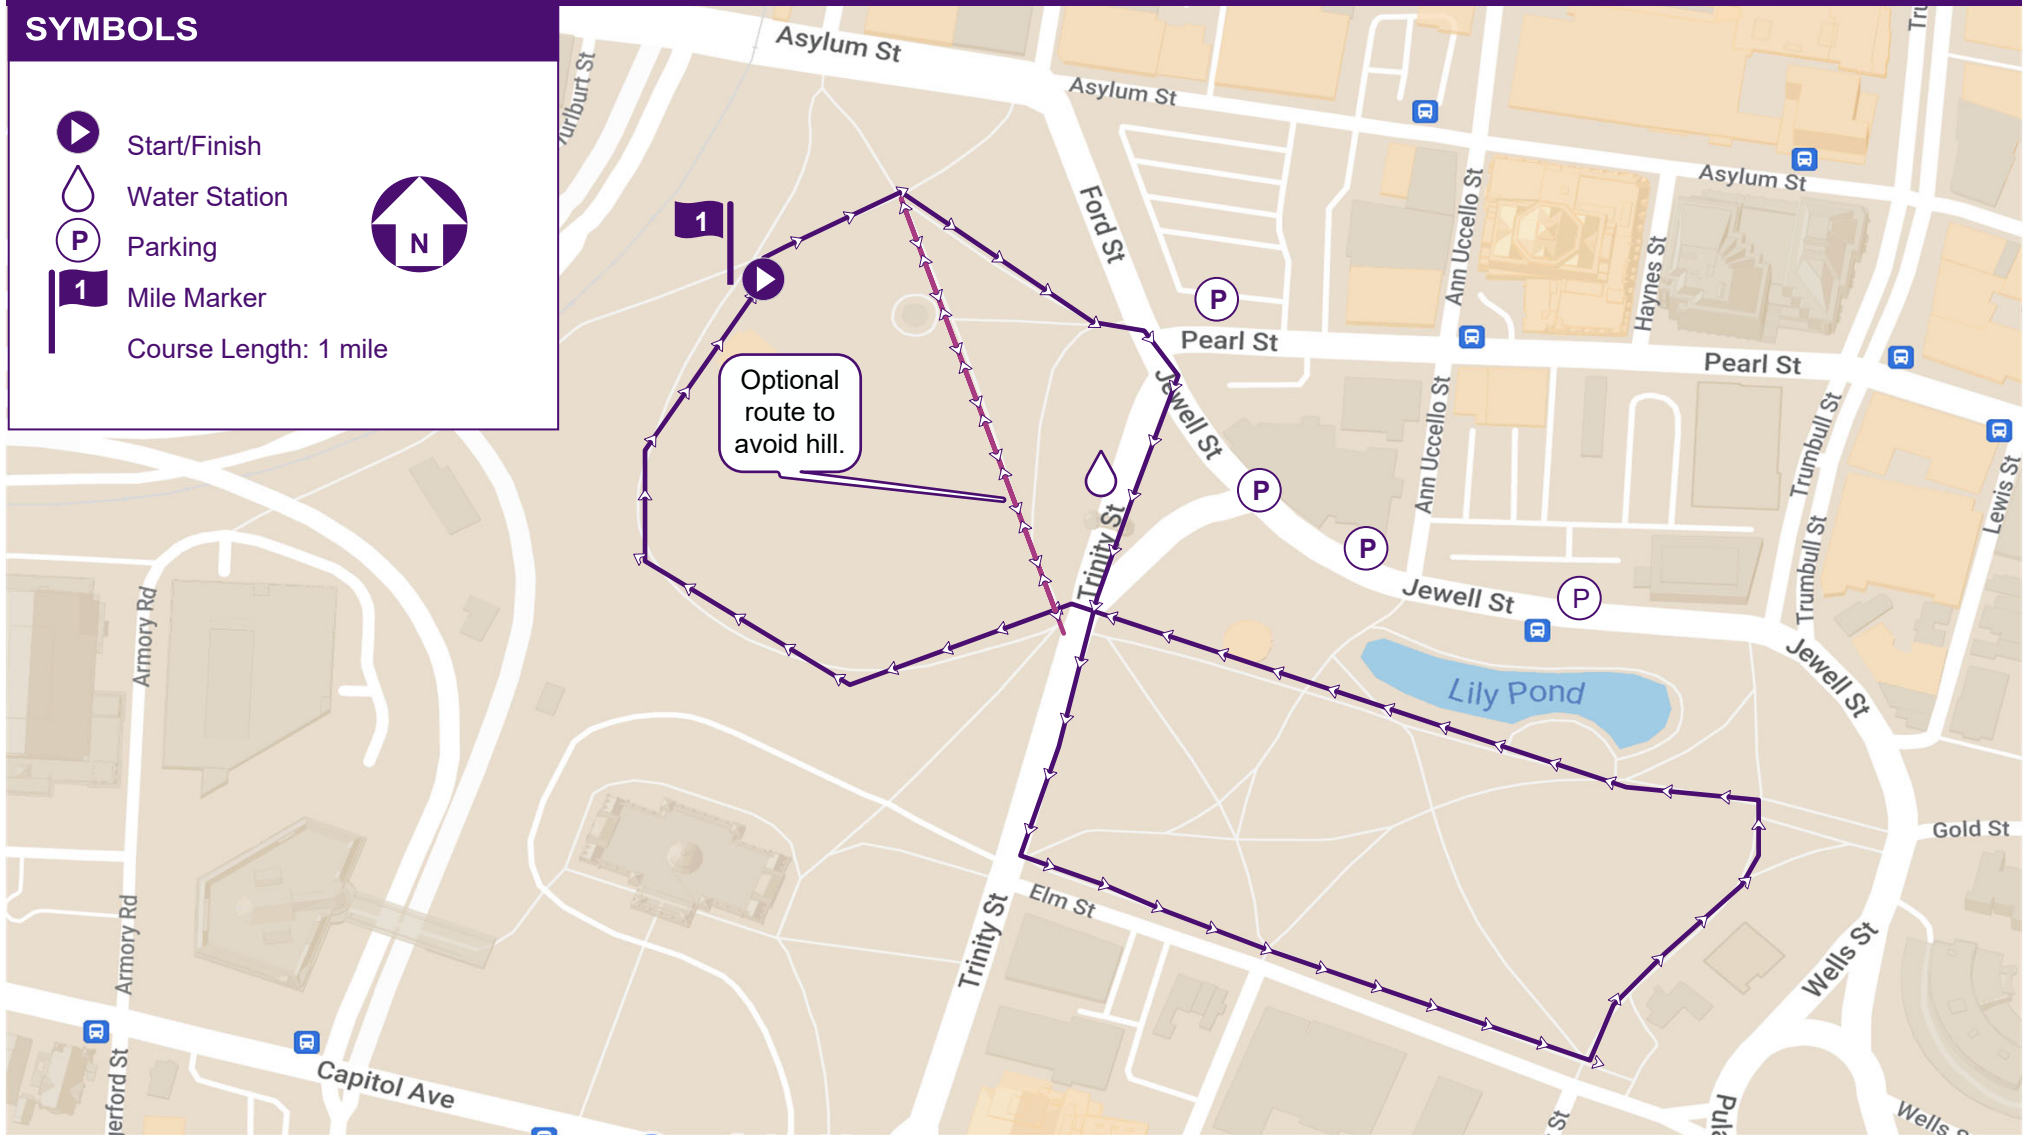 SYMBOLS
Start/Finish
Water Station
P
Parking
1
Mile Marker
Course Length: 1 mile
N
Asylum St
Asylum St
Asylum St
Ford St
1
Optional
route to
avoid hill.
P
Pearl St
Pearl St
Jewell St
Ann Uccello St
Haynes St
Ann Uccello St
Trumbull St
Trumbull St
Lewis St
P
P
P
Jewell St
Jewell St
Trinity St
Lily Pond
Armory Rd
Armory Rd
Gold St
Elm St
Trinity St
Wells St
Capitol Ave